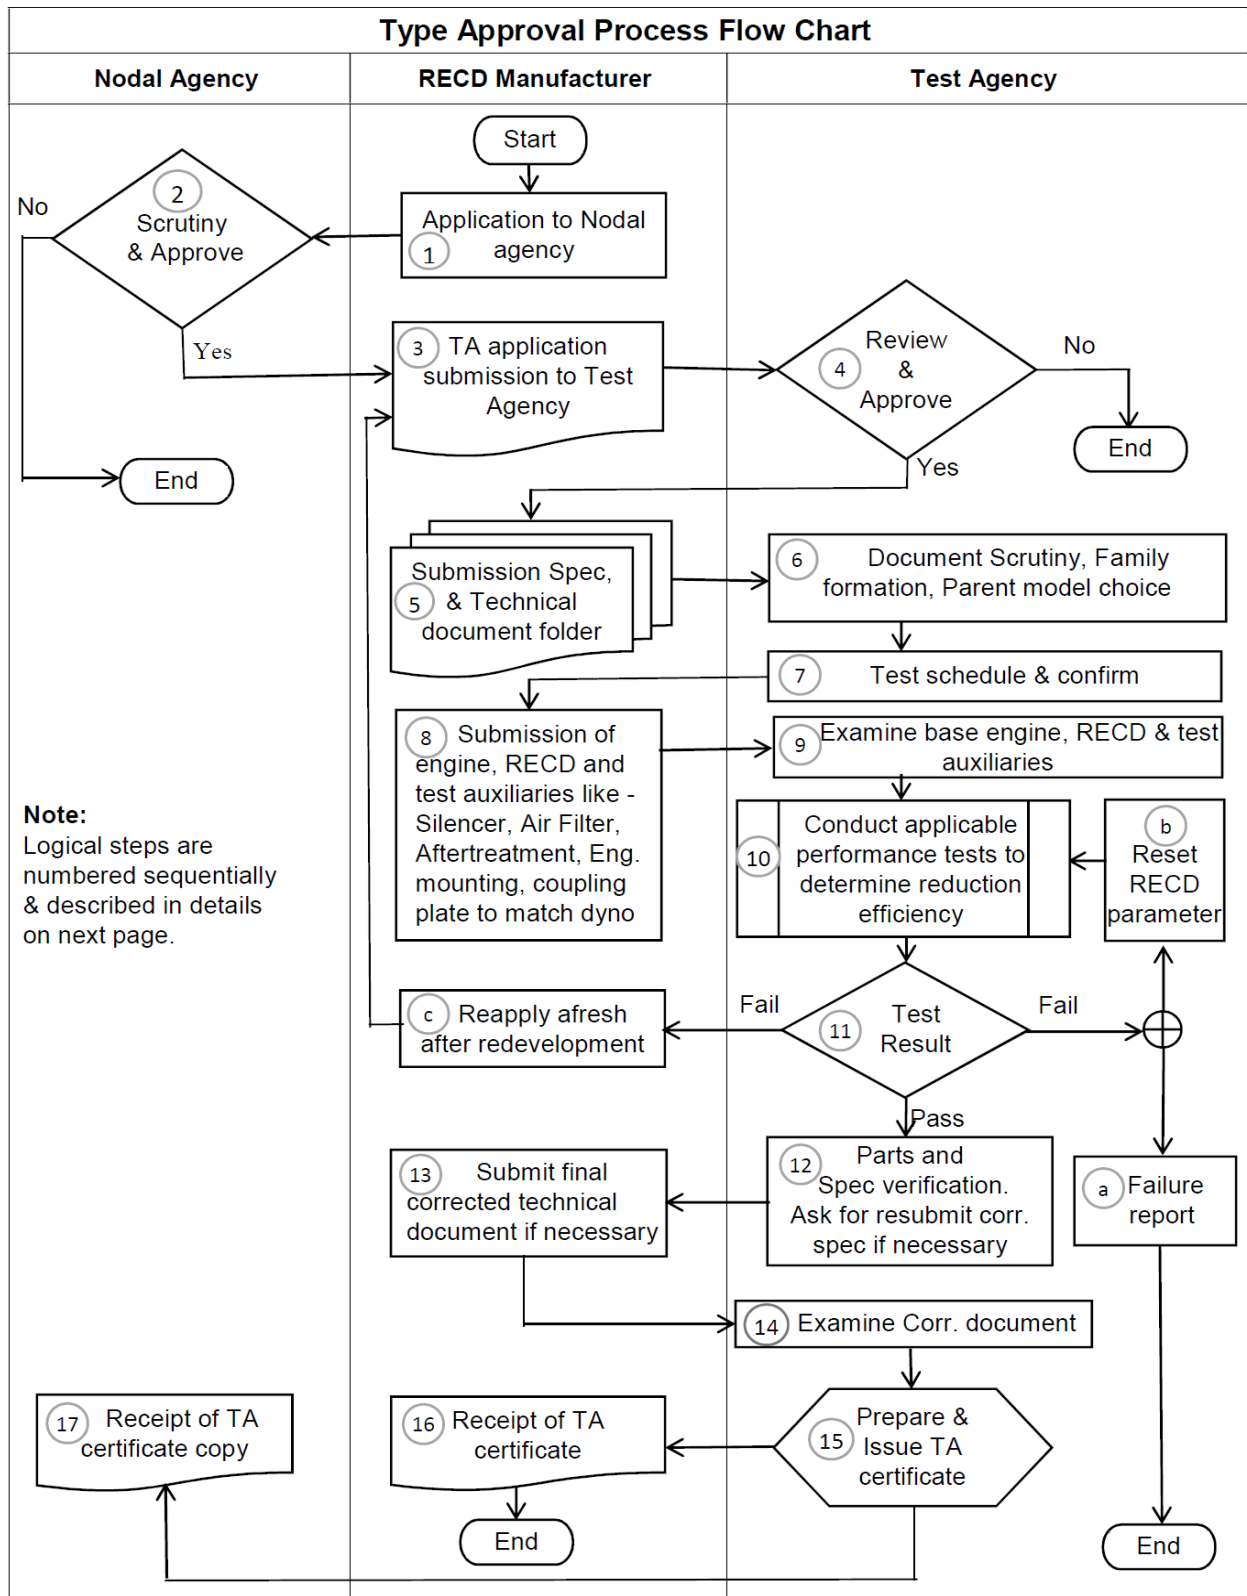 Type Approval Process Flow Chart
Nodal Agency
RECD Manufacturer
Test Agency
Start
1
Application to Nodal
agency
2
Scrutiny
& Approve
No
Yes
End
3
TA application
submission to Test
Agency
4
Review
&
Approve
No
End
Yes
5
Submission Spec,
& Technical
document folder
6
Document Scrutiny, Family
formation, Parent model choice
7
Test schedule & confirm
8
Submission of
engine, RECD and
test auxiliaries like -
Silencer, Air Filter,
Aftertreatment, Eng.
mounting, coupling
plate to match dyno
9
Examine base engine, RECD & test
auxiliaries
Note:
Logical steps are
numbered sequentially
& described in details
on next page.
10
Conduct applicable
performance tests to
determine reduction
efficiency
b
Reset
RECD
parameter
11
Test
Result
Fail
Fail
Pass
c
Reapply afresh
after redevelopment
12
Parts and
Spec verification.
Ask for resubmit corr.
spec if necessary
a
Failure
report
13
Submit final
corrected technical
document if necessary
14
Examine Corr. document
15
Prepare &
Issue TA
certificate
16
Receipt of TA
certificate
17
Receipt of TA
certificate copy
End
End